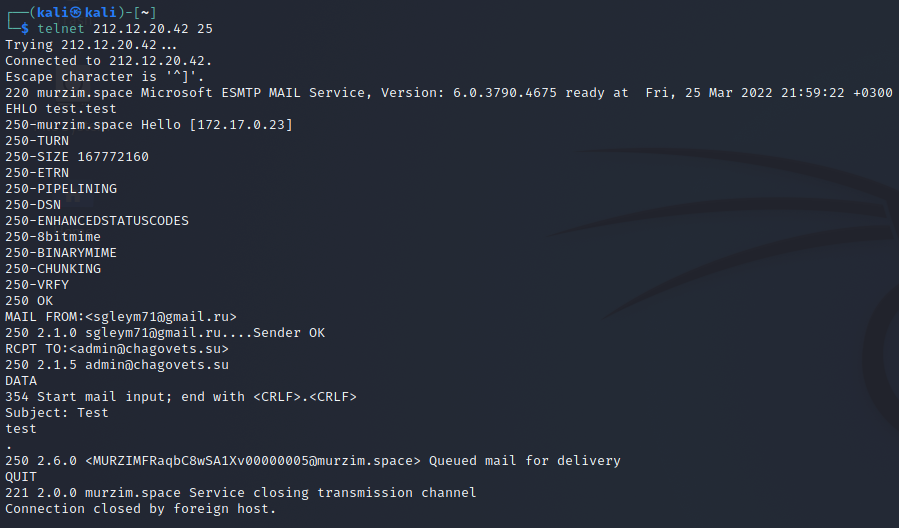 ┌──(kali㉿kali)-[~]
└─$ telnet 212.12.20.42 25
Trying 212.12.20.42...
Connected to 212.12.20.42.
Escape character is '^]'.
220 murzim.space Microsoft ESMTP MAIL Service, Version: 6.0.3790.4675 ready at  Fri, 25 Mar 2022 21:59:22 +0300
EHLO test.test
250-murzim.space Hello [172.17.0.23]
250-TURN
250-SIZE 167772160
250-ETRN
250-PIPELINING
250-DSN
250-ENHANCEDSTATUSCODES
250-8bitmime
250-BINARYMIME
250-CHUNKING
250-VRFY
250 OK
MAIL FROM:<sgleym71@gmail.ru>
250 2.1.0 sgleym71@gmail.ru....Sender OK
RCPT TO:<admin@chagovets.su>
250 2.1.5 admin@chagovets.su
DATA
354 Start mail input; end with <CRLF>.<CRLF>
Subject: Test
test
.
250 2.6.0 <MURZIMFRaqbC8wSA1Xv00000005@murzim.space> Queued mail for delivery
QUIT
221 2.0.0 murzim.space Service closing transmission channel
Connection closed by foreign host.